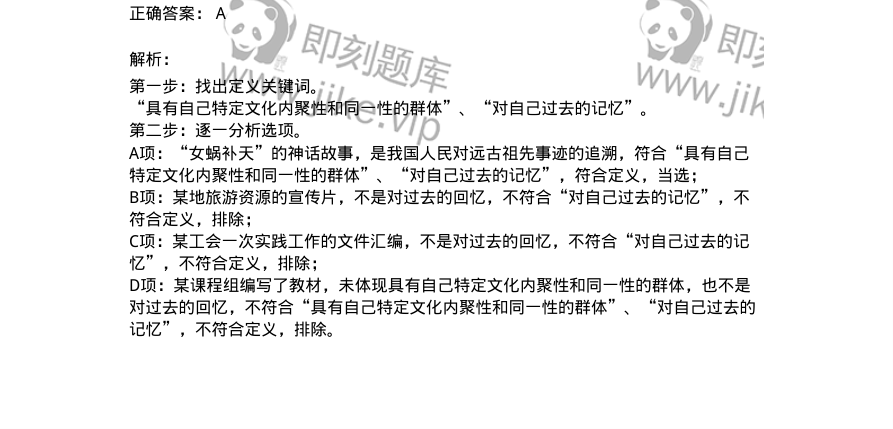 正确答案： A
即刻题库
www.jike.vip
即刻
www.jik
解析：
第一步：找出定义关键词。
“具有自己特定文化内聚性和同一性的群体”、“对自己过去的记忆”。
第二步：逐一分析选项。
A项：“女蜗补天”的神话故事，是我国人民对远古祖先事迹的追溯，符合“具有自己
特定文化内聚性和同一性的群体”、“对自己过去的记忆”，符合定义，当选；
B项：某地旅游资源的宣传片，不是对过去的回忆，不符合“对自己过去的记忆”，不
符合定义，排除；
C项：某工会一次实践工作的文件汇编，不是对过去的回忆，不符合“对自己过去的记
忆”，不符合定义，排除；
D项：某课程组编写了教材，未体现具有自己特定文化内聚性和同一性的群体，也不是
对过去的回忆，不符合“具有自己特定文化内聚性和同一性的群体”、“对自己过去的
记忆”，不符合定义，排除。